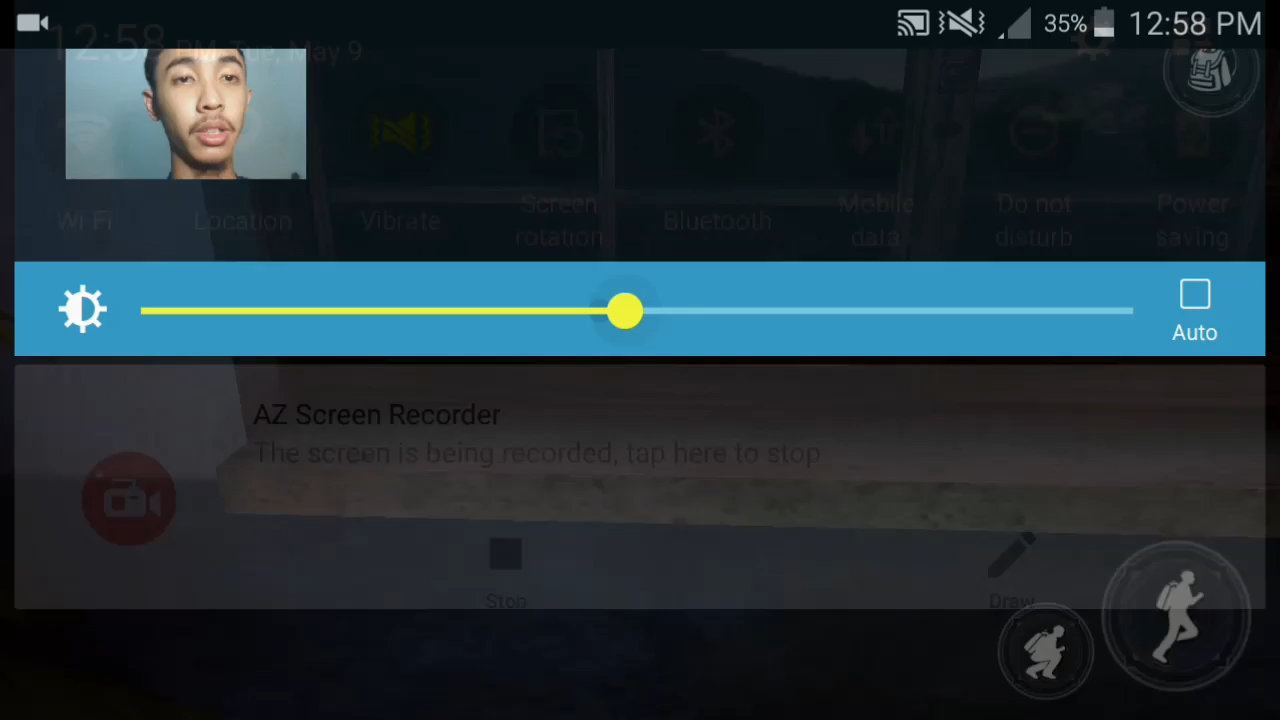 35% 12:58 PM
12:58 PM Tue, May 9
Wi-Fi
Location
Vibrate
Screen
rotation
Bluetooth
Mobile
data
Do not
disturb
Power
saving
Auto
AZ Screen Recorder
The screen is being recorded, tap here to stop
Stop
Draw